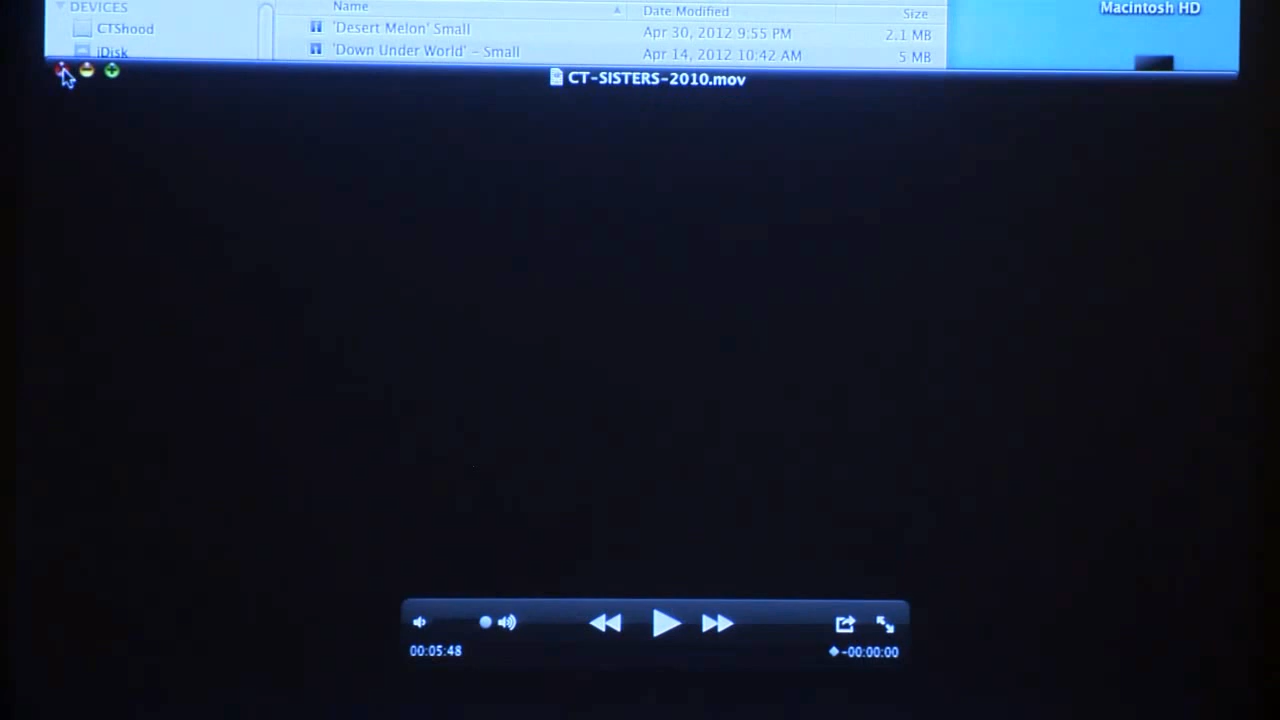 DEVICES
CTShood
iDisk
Name
Date Modified
Size
'Desert Melon' Small
Apr 30, 2012 9:55 PM
2.1 MB
'Down Under World' - Small
Apr 14, 2012 10:42 AM
5 MB
Macintosh HD
CT-SISTERS-2010.mov
00:05:48
-00:00:00